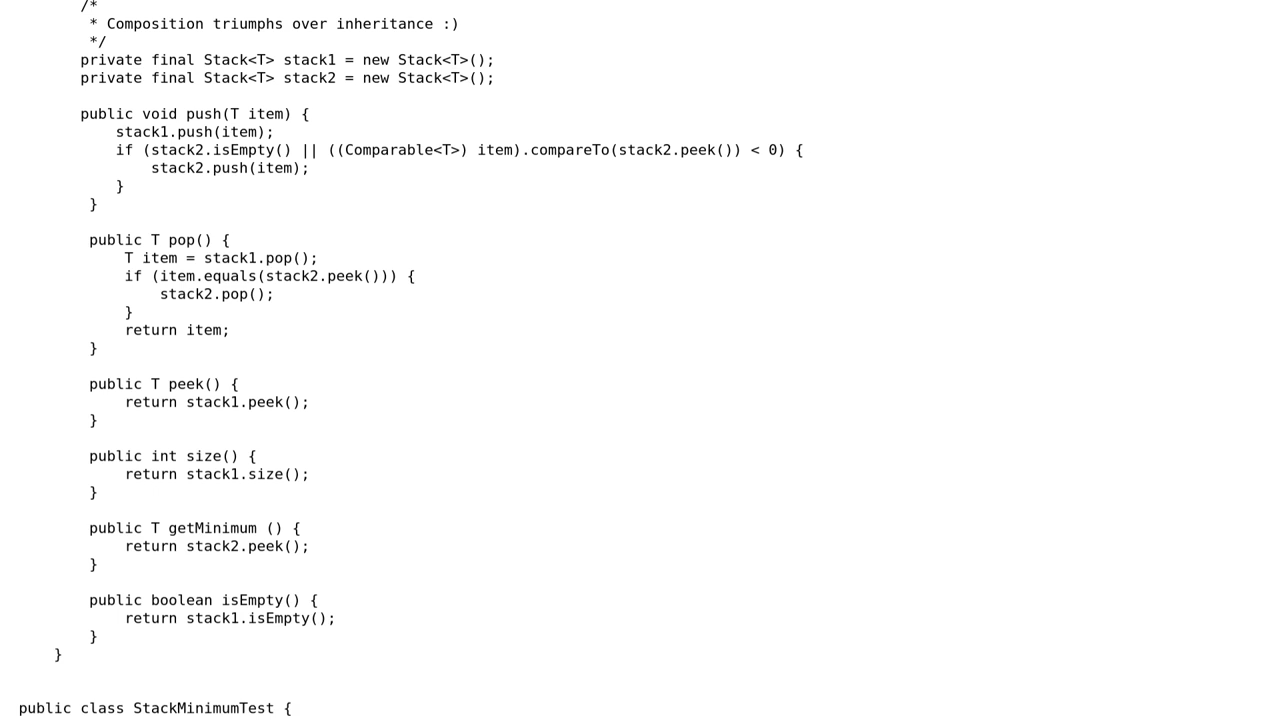 /*
* Composition triumphs over inheritance :)
*/
private final Stack<T> stack1 = new Stack<T>();
private final Stack<T> stack2 = new Stack<T>();
public void push(T item) {
stack1.push(item);
if (stack2.isEmpty() || ((Comparable<T>) item).compareTo(stack2.peek()) < 0) {
stack2.push(item);
}
}
public T pop() {
T item = stack1.pop();
if (item.equals(stack2.peek())) {
stack2.pop();
}
return item;
}
public T peek() {
return stack1.peek();
}
public int size() {
return stack1.size();
}
public T getMinimum () {
return stack2.peek();
}
public boolean isEmpty() {
return stack1.isEmpty();
}
}
public class StackMinimumTest {